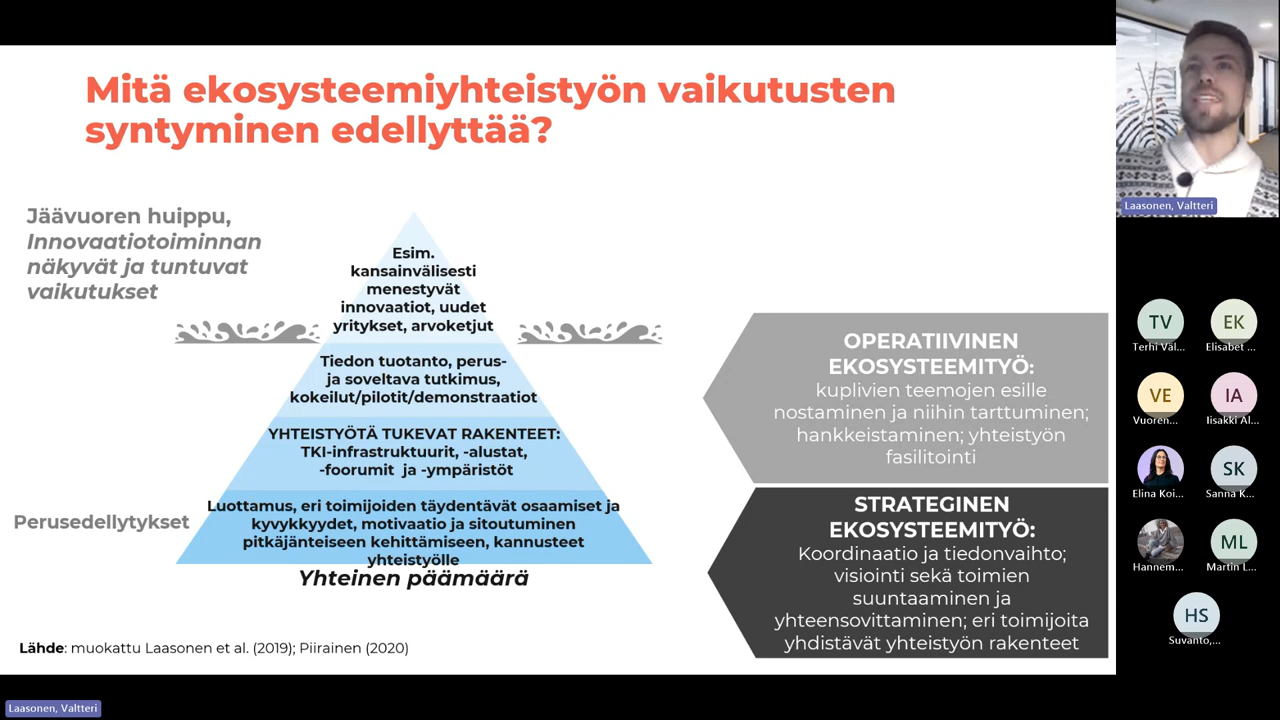 Mitä ekosysteemiyhteistyön vaikutusten
syntyminen edellyttää?
Jäävuoren huippu,
Innovaatiotoiminnan
näkyvät ja tuntuvat
vaikutukset
Esim.
kansainvälisesti
menestyvät
innovaatiot, uudet
yritykset, arvoketjut
Tiedon tuotanto, perus-
ja soveltava tutkimus,
kokeilut/pilotit/demonstraatiot
YHTEISTYÖTÄ TUKEVAT RAKENTEET:
TKI-infrastruktuurit, -alustat,
-foorumit ja -ympäristöt
Perusedellytykset
Luottamus, eri toimijoiden täydentävät osaamiset ja
kyvykkyydet, motivaatio ja sitoutuminen
pitkäjänteiseen kehittämiseen, kannusteet
yhteistyölle
Yhteinen päämäärä
OPERATIIVINEN
EKOSYSTEEMITYÖ:
kuplivien teemojen esille
nostaminen ja niihin tarttuminen;
hankkeistaminen; yhteistyön
fasilitointi
STRATEGINEN
EKOSYSTEEMITYÖ:
Koordinaatio ja tiedonvaihto;
visiointi sekä toimien
suuntaaminen ja
yhteensovittaminen; eri toimijoita
yhdistävät yhteistyön rakenteet
Lähde: muokattu Laasonen et al. (2019); Piirainen (2020)
Laasonen, Valtteri
Laasonen, Valtteri
TV
Terhi Väl...
EK
Elisabet ...
VE
Vuoren...
IA
Iisakki Al...
Elina Koi...
SK
Sanna K...
Hannem...
ML
Martin L...
HS
Suvanto,...